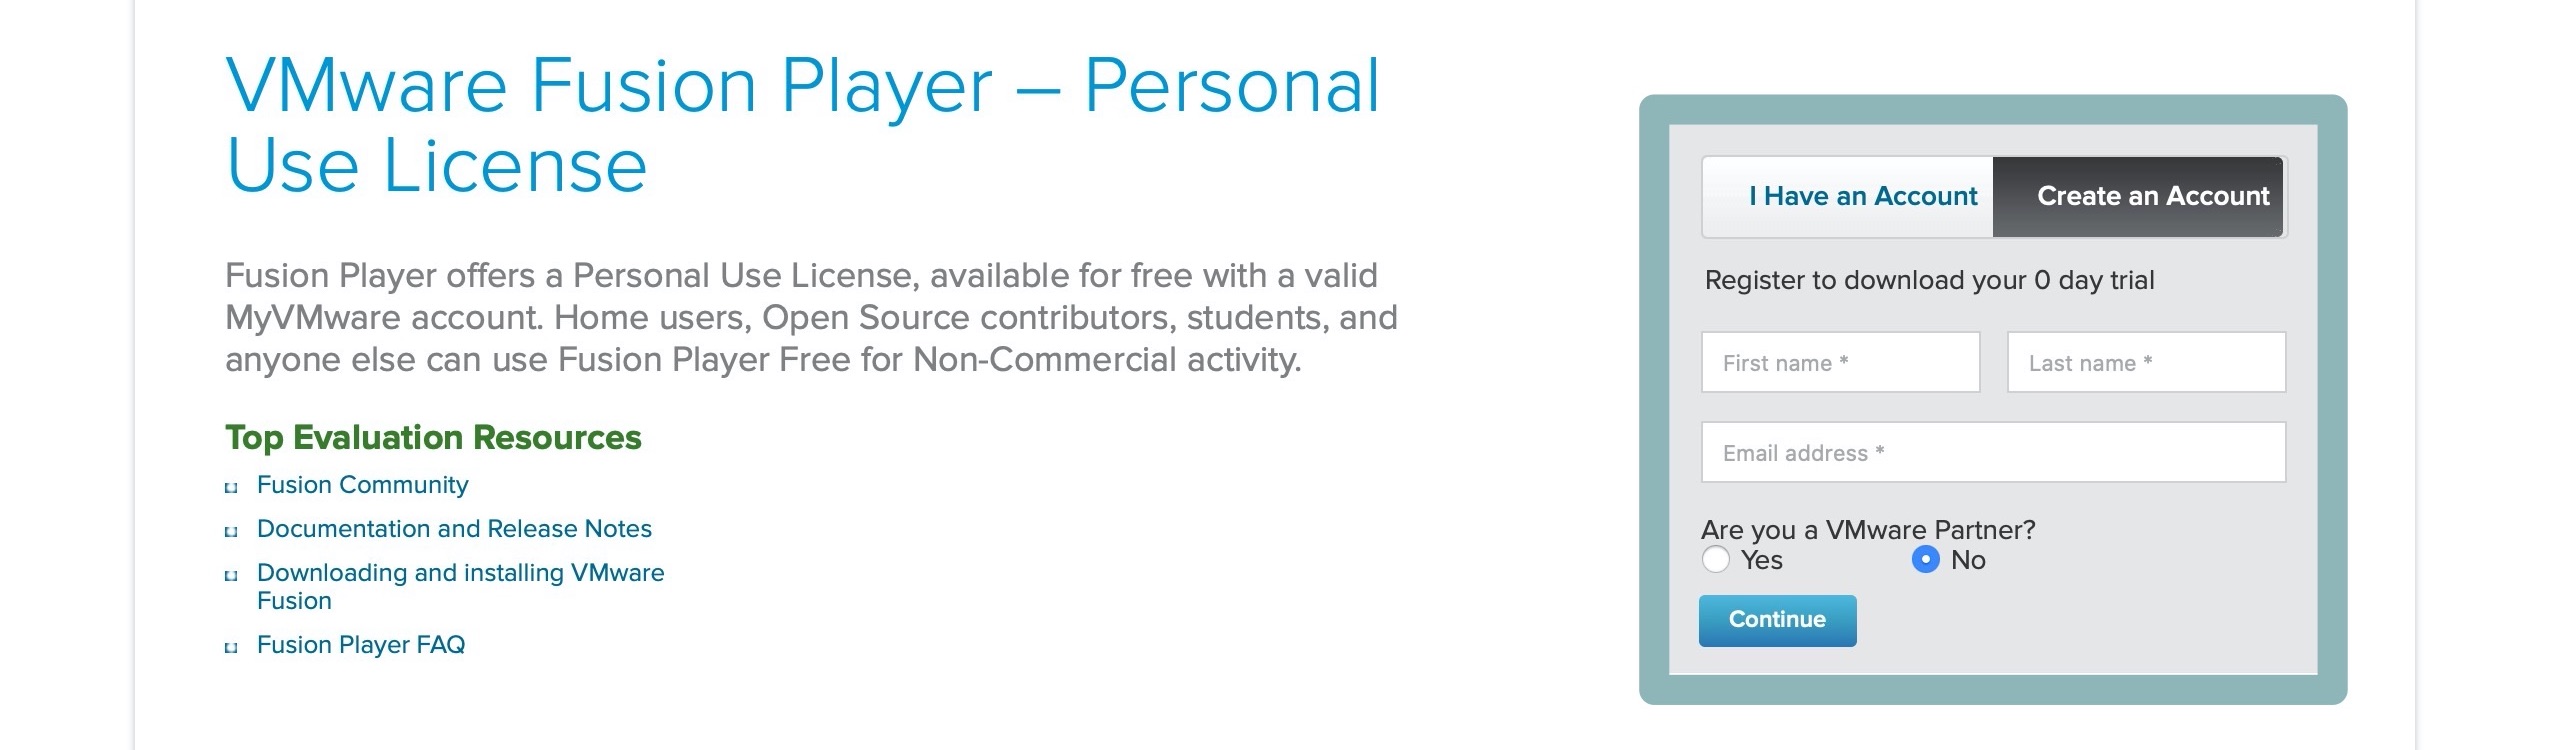 VMware Fusion Player – Personal
Use License
Fusion Player offers a Personal Use License, available for free with a valid
MyVMware account. Home users, Open Source contributors, students, and
anyone else can use Fusion Player Free for Non-Commercial activity.
Top Evaluation Resources
Fusion Community
Documentation and Release Notes
Downloading and installing VMware
Fusion
Fusion Player FAQ
I Have an Account
Create an Account
Register to download your 0 day trial
First name *
Last name *
Email address *
Are you a VMware Partner?
Yes
No
Continue